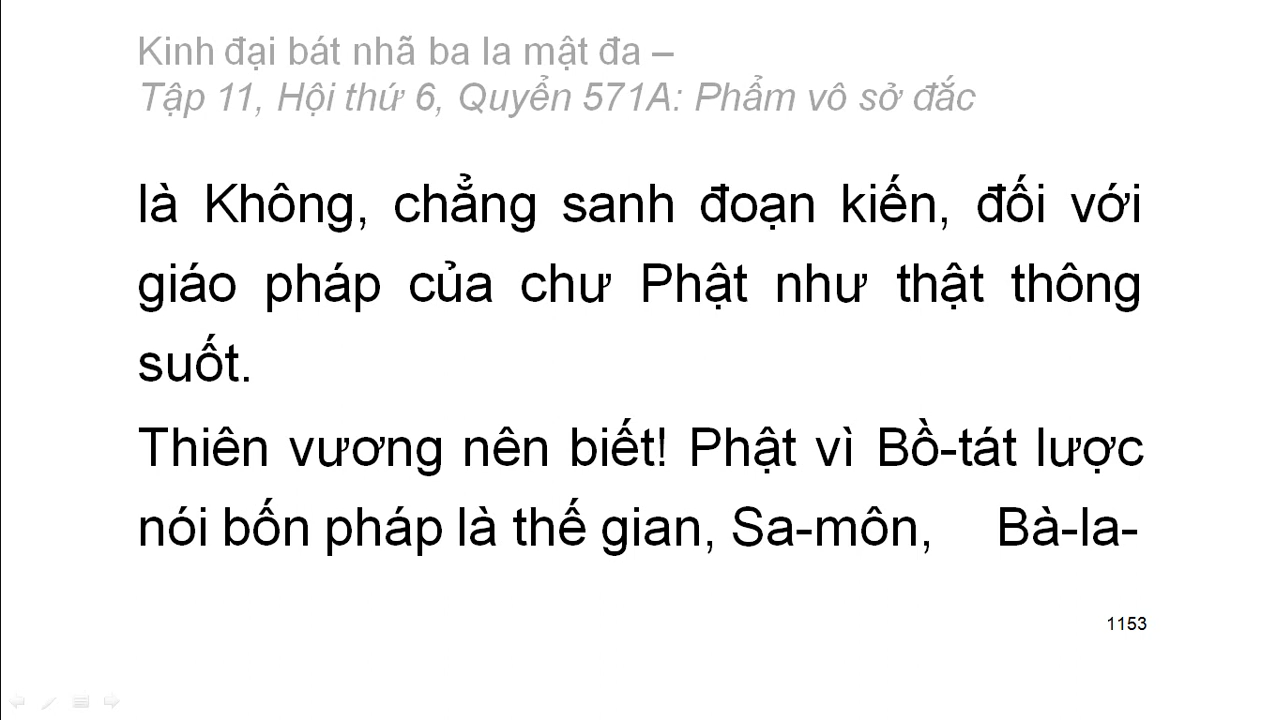 Kinh đại bát nhã ba la mật đa –
Tập 11, Hội thứ 6, Quyển 571A: Phẩm vô sở đắc
là Không, chẳng sanh đoạn kiến, đối với
giáo pháp của chư Phật như thật thông
suốt.
Thiên vương nên biết! Phật vì Bồ-tát lược
nói bốn pháp là thế gian, Sa-môn, Bà-la-
1153